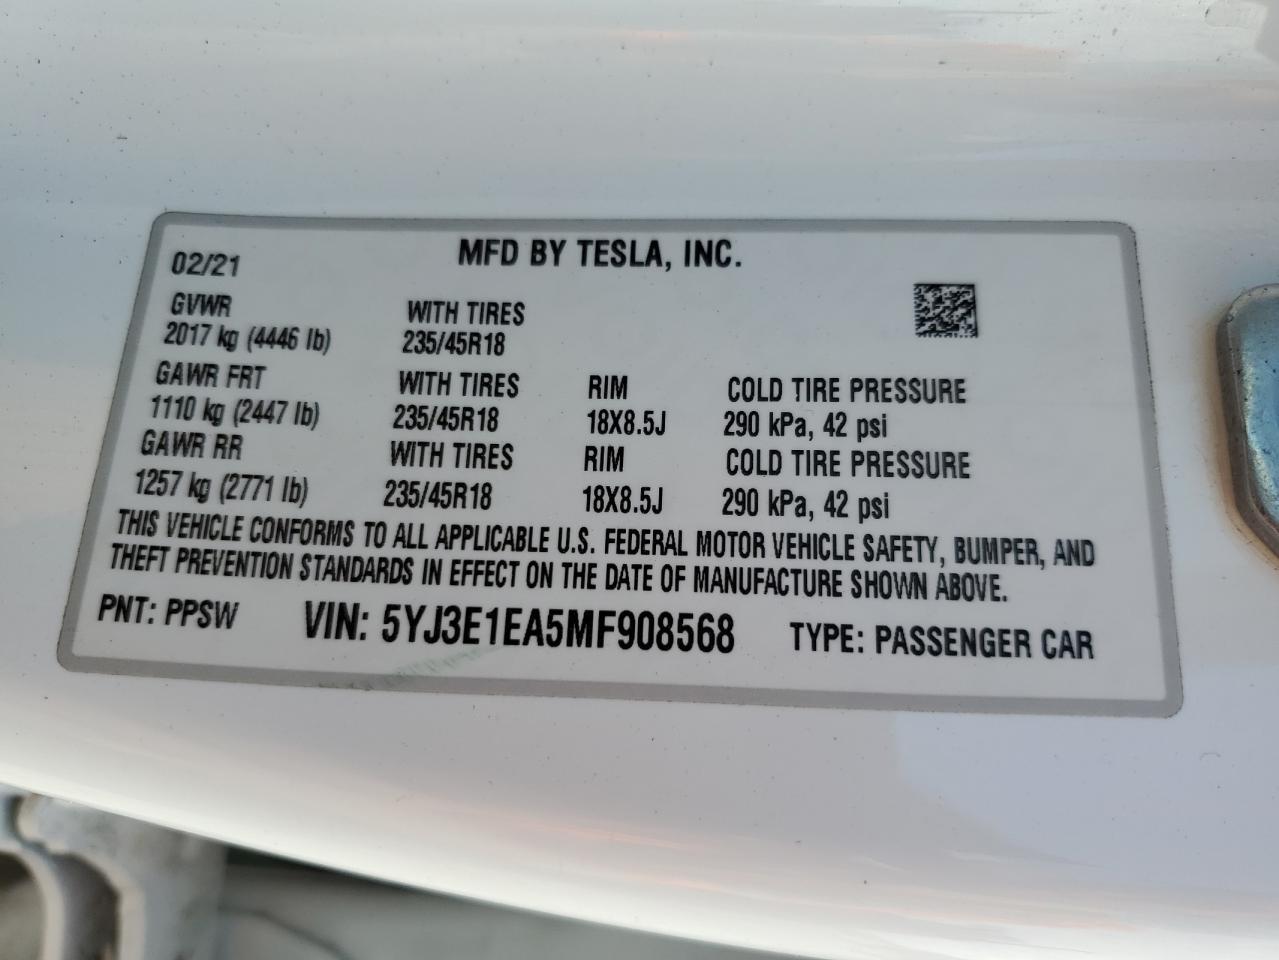 MFD BY TESLA, INC.
02/21
GVWR WITH TIRES
2017 kg (4446 lb) 235/45R18
GAWR FRT WITH TIRES RIM COLD TIRE PRESSURE
1110 kg (2447 lb) 235/45R18 18X8.5J 290 kPa, 42 psi
GAWR RR WITH TIRES RIM COLD TIRE PRESSURE
1257 kg (2771 lb) 235/45R18 18X8.5J 290 kPa, 42 psi
THIS VEHICLE CONFORMS TO ALL APPLICABLE U.S. FEDERAL MOTOR VEHICLE SAFETY, BUMPER, AND
THEFT PREVENTION STANDARDS IN EFFECT ON THE DATE OF MANUFACTURE SHOWN ABOVE.
PNT: PPSW VIN: 5YJ3E1EA5MF908568 TYPE: PASSENGER CAR